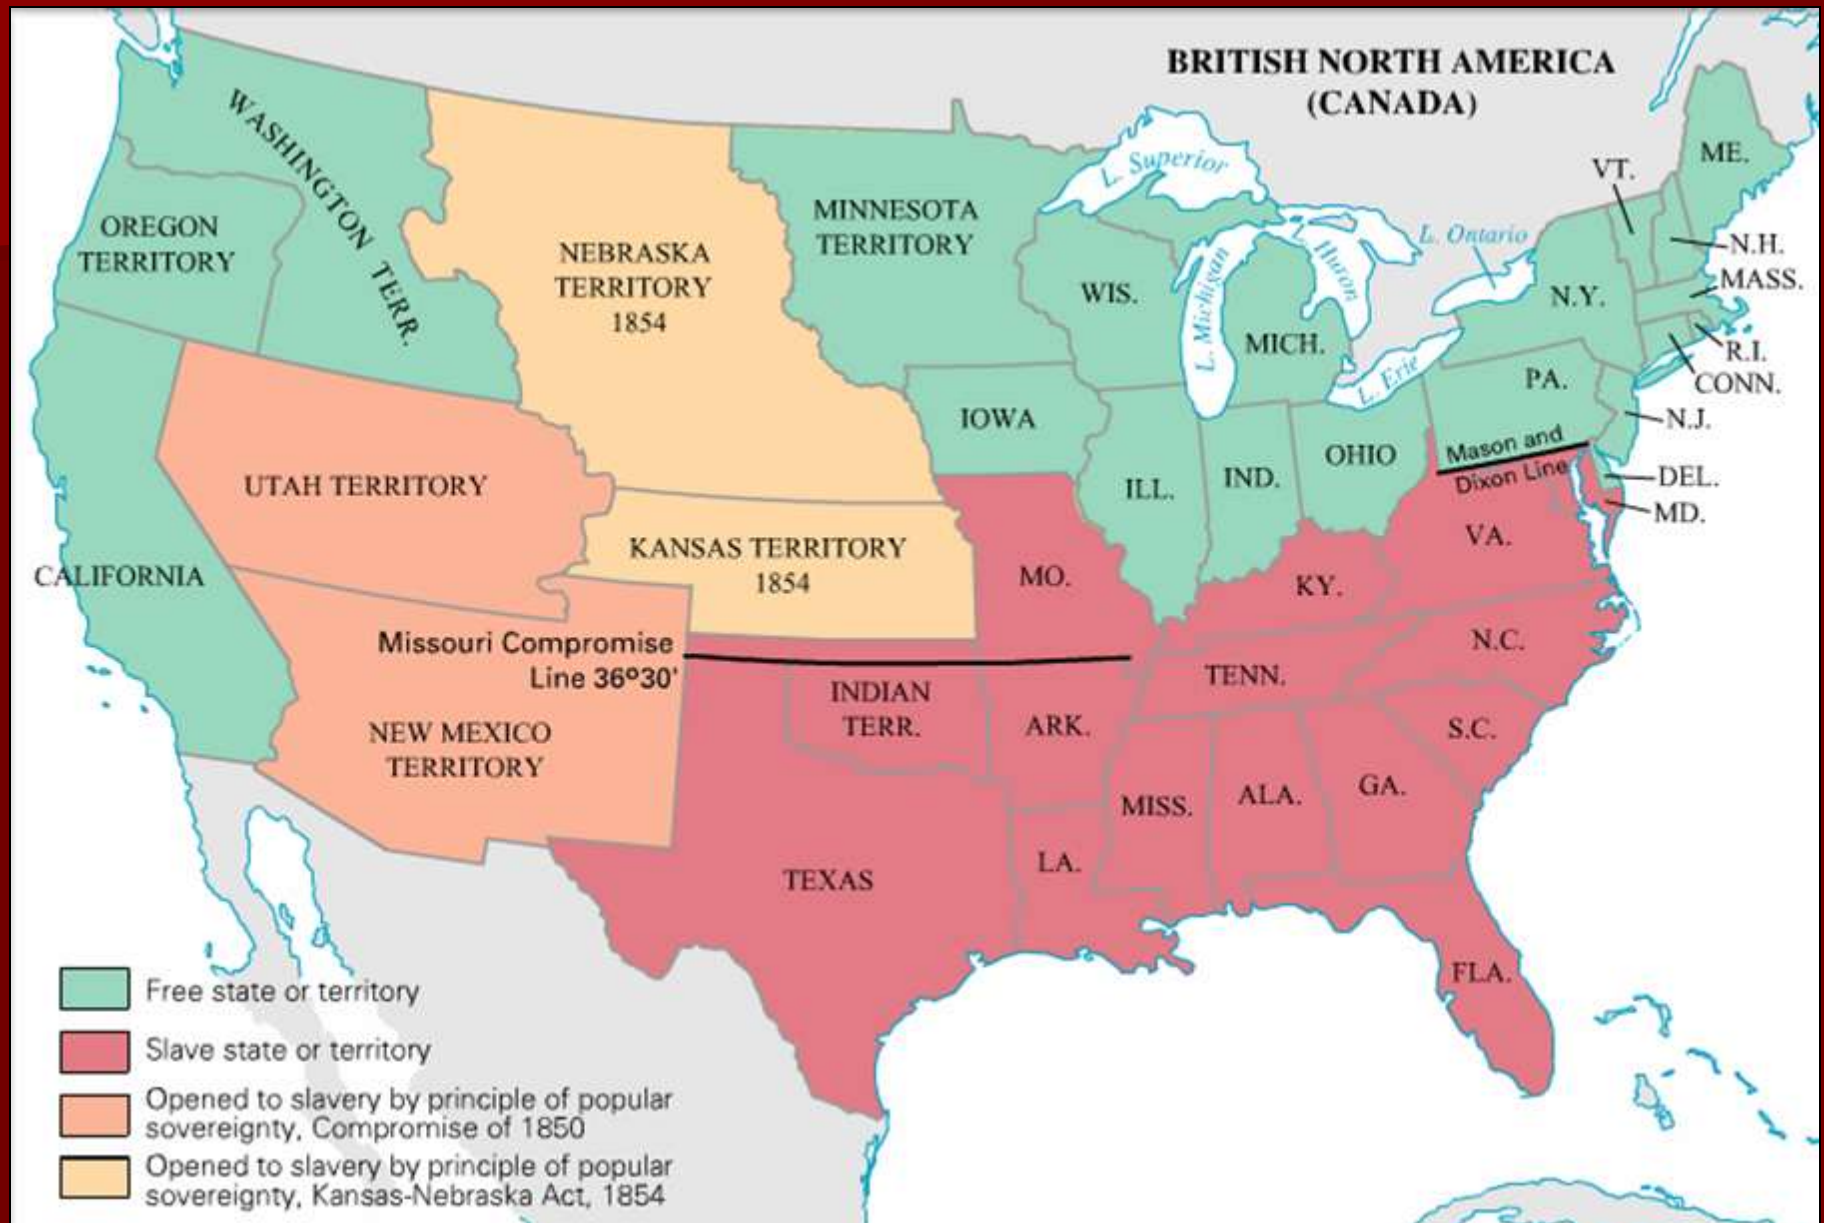 BRITISH NORTH AMERICA
(CANADA)
WASHINGTON TERR.
OREGON
TERRITORY
NEBRASKA
TERRITORY
1854
MINNESOTA
TERRITORY
L. Superior
L. Michigan
L. Huron
L. Ontario
L. Erie
VT.
ME.
N.H.
MASS.
N.Y.
R.I.
CONN.
WIS.
MICH.
PA.
N.J.
IOWA
ILL.
IND.
OHIO
Mason and
Dixon Line
DEL.
MD.
UTAH TERRITORY
KANSAS TERRITORY
1854
CALIFORNIA
MO.
KY.
VA.
Missouri Compromise
Line 36º30'
N.C.
TENN.
INDIAN
TERR.
ARK.
S.C.
NEW MEXICO
TERRITORY
MISS.
ALA.
GA.
LA.
TEXAS
FLA.
Free state or territory
Slave state or territory
Opened to slavery by principle of popular
sovereignty, Compromise of 1850
Opened to slavery by principle of popular
sovereignty, Kansas-Nebraska Act, 1854